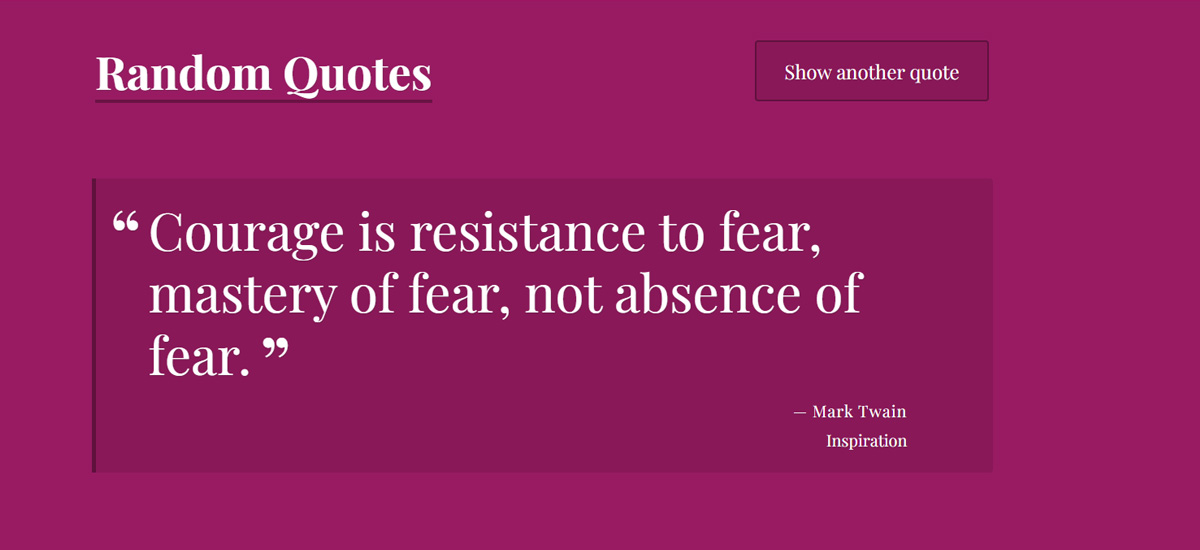 Random Quotes
Show another quote
“ Courage is resistance to fear,
mastery of fear, not absence of
fear. ”
— Mark Twain
Inspiration